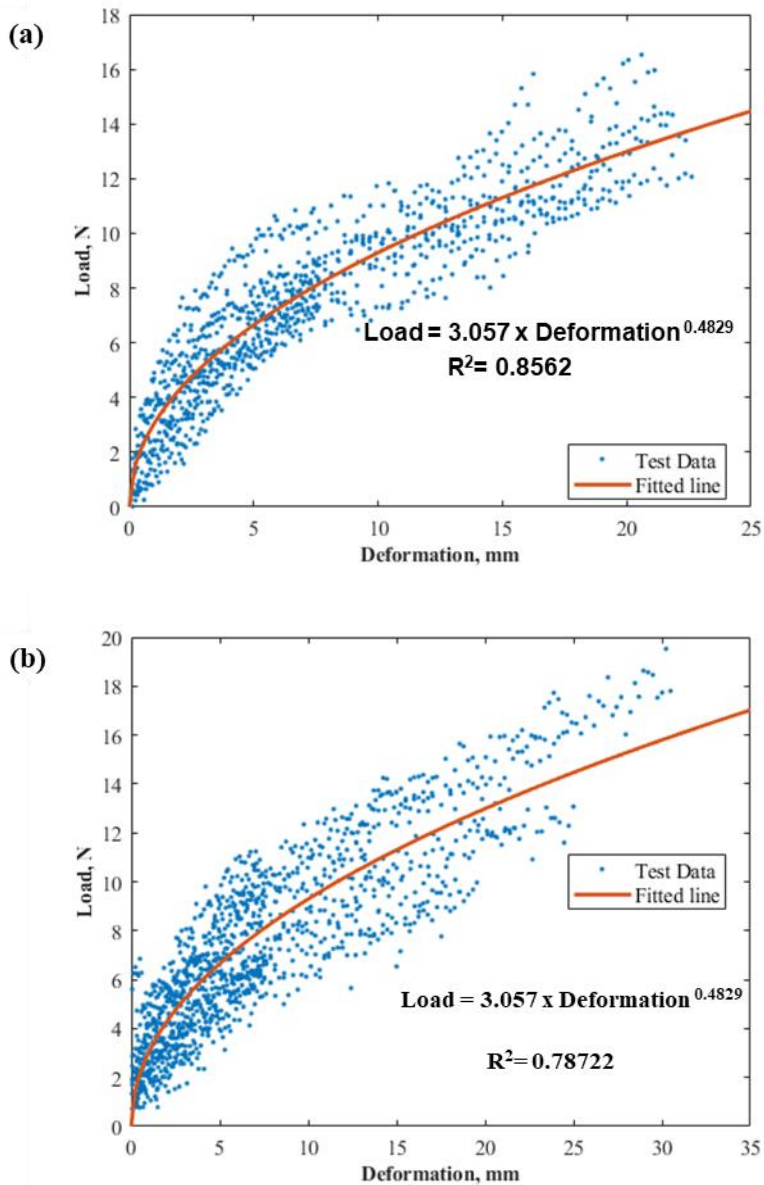 (a)
18
16
14
12
10
8
6
4
2
0
Load, N
Load = 3.057 x Deformation^0.4829
R²= 0.8562
Test Data
Fitted line
0 5 10 15 20 25
Deformation, mm
(b)
20
18
16
14
12
10
8
6
4
2
0
Load, N
Test Data
Fitted line
Load = 3.057 x Deformation^0.4829
R²= 0.78722
0 5 10 15 20 25 30 35
Deformation, mm